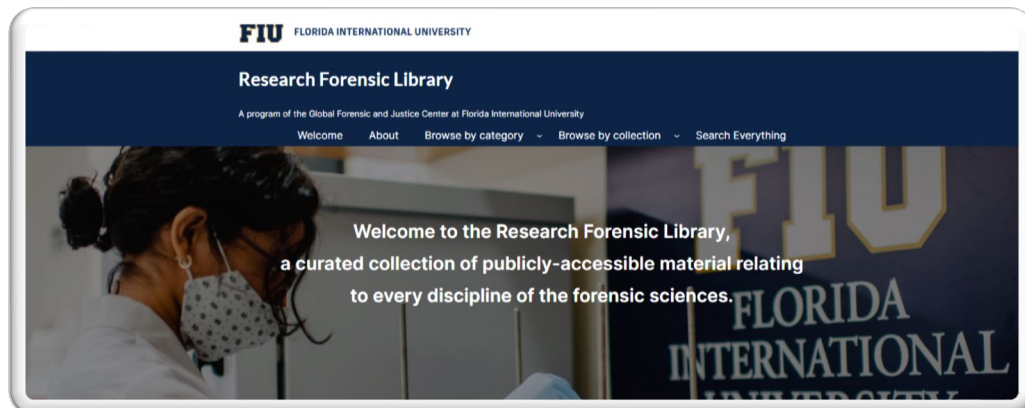 FIU FLORIDA INTERNATIONAL UNIVERSITY
Research Forensic Library
A program of the Global Forensic and Justice Center at Florida International University
Welcome About Browse by category Browse by collection Search Everything
Welcome to the Research Forensic Library,
a curated collection of publicly-accessible material relating
to every discipline of the forensic sciences.
FIU
FLORIDA
INTERNATIONAL
UNIVERSITY